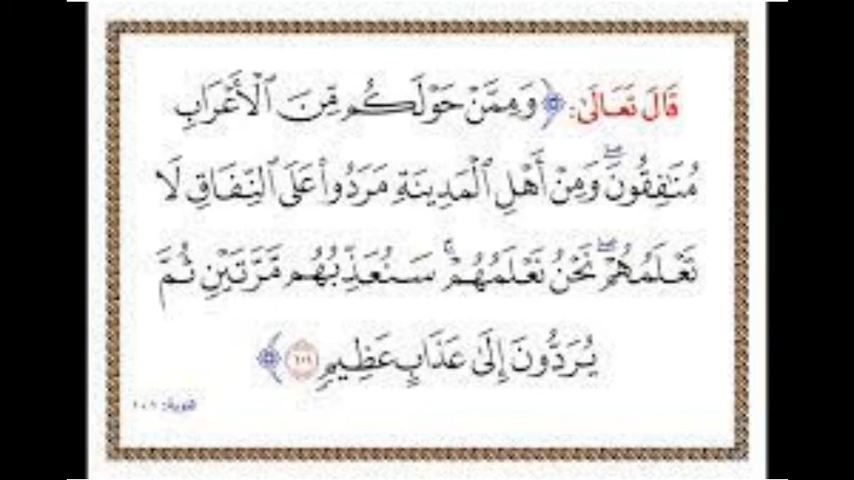 قَالَ تَعَالَىٰ: ﴿وَمِمَّنْ حَوْلَكُم مِّنَ ٱلْأَعْرَابِ
مُنَـٰفِقُونَ ۖ وَمِنْ أَهْلِ ٱلْمَدِينَةِ مَرَدُوا۟ عَلَى ٱلنِّفَاقِ لَا
تَعْلَمُهُمْ ۖ نَحْنُ نَعْلَمُهُمْ ۚ سَنُعَذِّبُهُم مَّرَّتَيْنِ ثُمَّ
يُرَدُّونَ إِلَىٰ عَذَابٍ عَظِيمٍ ١٠١﴾
التوبة: ١٠١